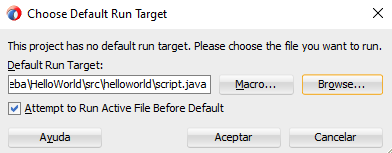 Choose Default Run Target
This project has no default run target. Please choose the file you want to run.
Default Run Target:
eba\HelloWorld\src\helloworld\script.java Macro... Browse...
Attempt to Run Active File Before Default
Ayuda Aceptar Cancelar